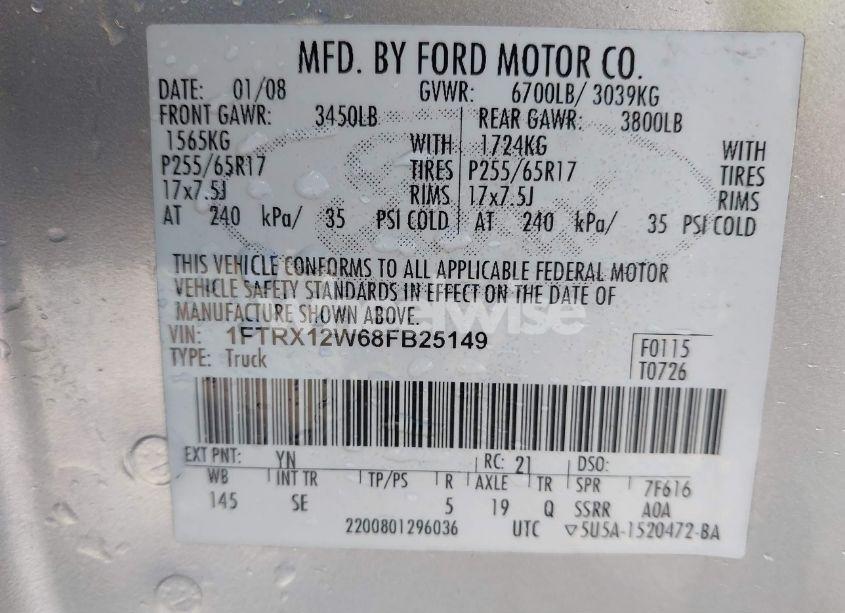 MFD. BY FORD MOTOR CO.
DATE: 01/08 GVWR: 6700LB/ 3039KG
FRONT GAWR: 3450LB REAR GAWR: 3800LB
1565KG WITH 1724KG WITH
P255/65R17 TIRES P255/65R17 TIRES
17x7.5J RIMS 17x7.5J RIMS
AT 240 kPa/ 35 PSI COLD AT 240 kPa/ 35 PSI COLD
THIS VEHICLE CONFORMS TO ALL APPLICABLE FEDERAL MOTOR
VEHICLE SAFETY STANDARDS IN EFFECT ON THE DATE OF
MANUFACTURE SHOWN ABOVE.
VIN: 1FTRX12W68FB25149
TYPE: Truck
F0115
T0726
EXT PNT: YN RC: 21 DSO:
WB INT TR TP/PS R AXLE TR SPR 7F616
145 SE 5 19 Q SSRR A0A
2200801296036 UTC ▽5U5A-1520472-BA